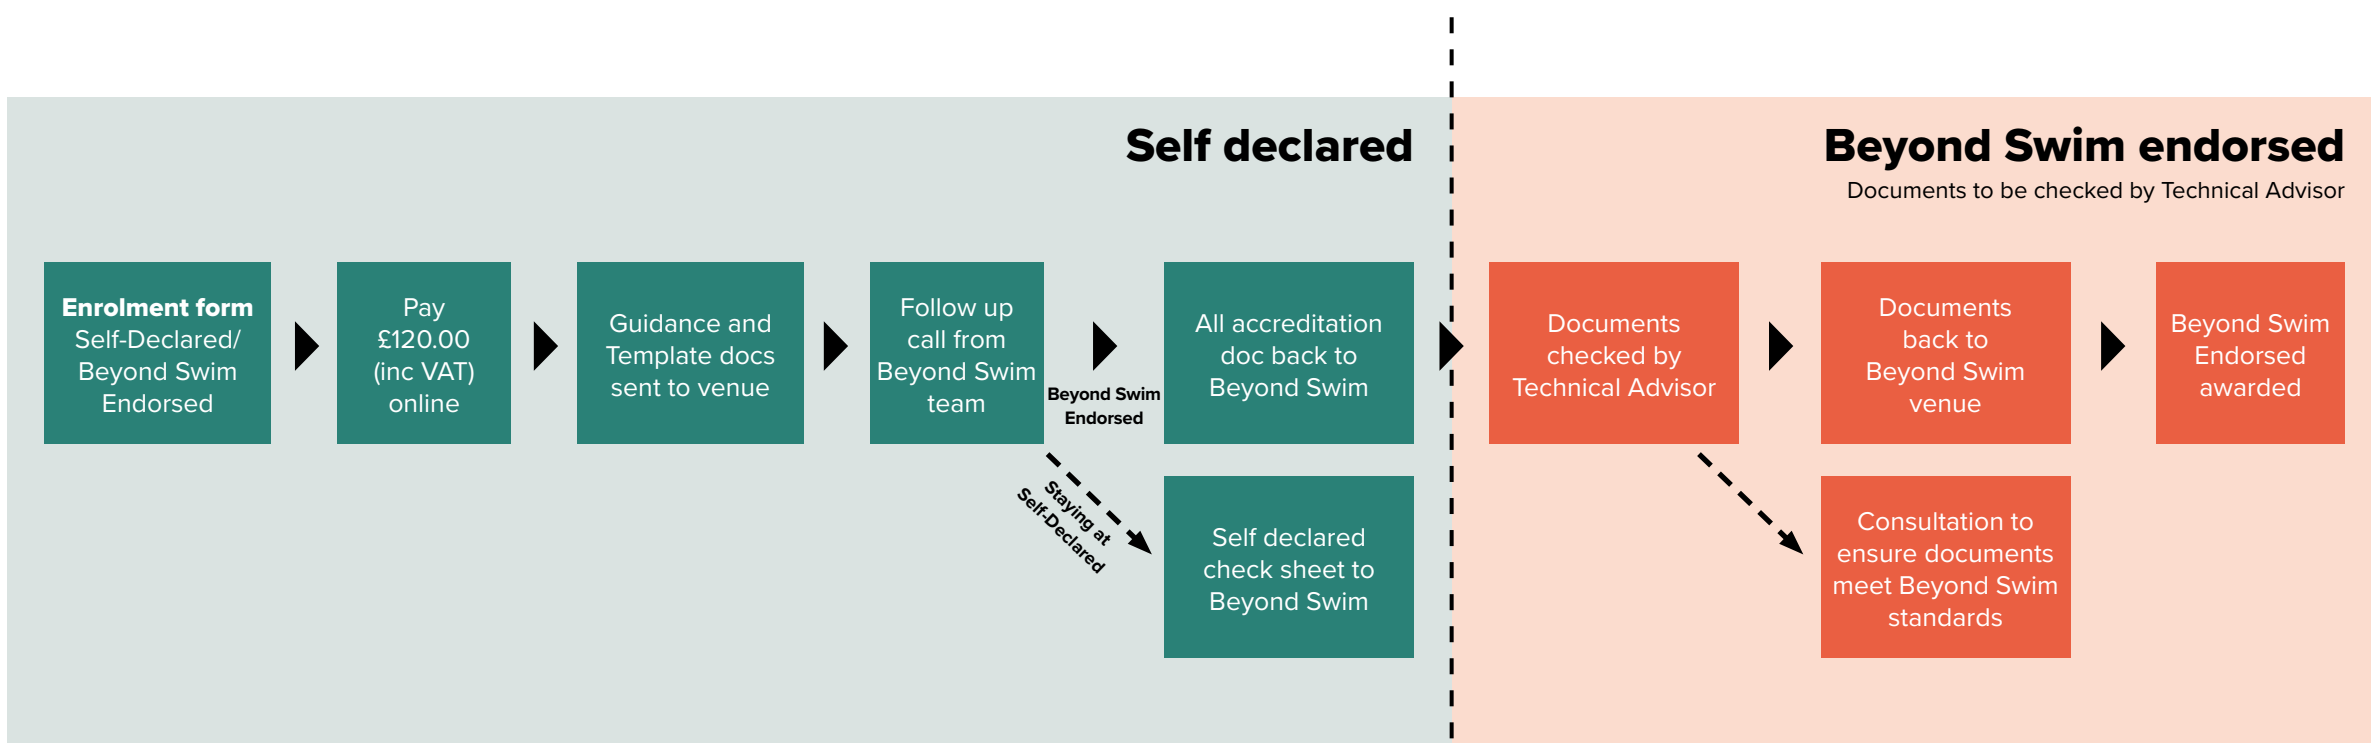 Self declared
Beyond Swim endorsed
Documents to be checked by Technical Advisor
Enrolment form
Self-Declared/
Beyond Swim
Endorsed
Pay
£120.00
(inc VAT)
online
Guidance and
Template docs
sent to venue
Follow up
call from
Beyond Swim
team
Beyond Swim
Endorsed
All accreditation
doc back to
Beyond Swim
Staying at
Self-Declared
Self declared
check sheet to
Beyond Swim
Documents
checked by
Technical Advisor
Documents
back to
Beyond Swim
venue
Consultation to
ensure documents
meet Beyond Swim
standards
Beyond Swim
Endorsed
awarded